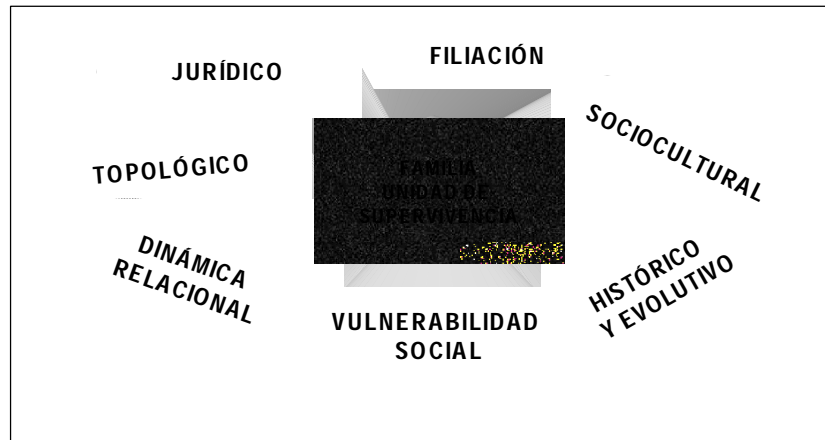 JURÍDICO
FILIACIÓN
SOCIOCULTURAL
TOPOLÓGICO
FAMILIA
UNIDAD DE
SUPERVIVENCIA
DINÁMICA
RELACIONAL
HISTÓRICO
Y EVOLUTIVO
VULNERABILIDAD
SOCIAL